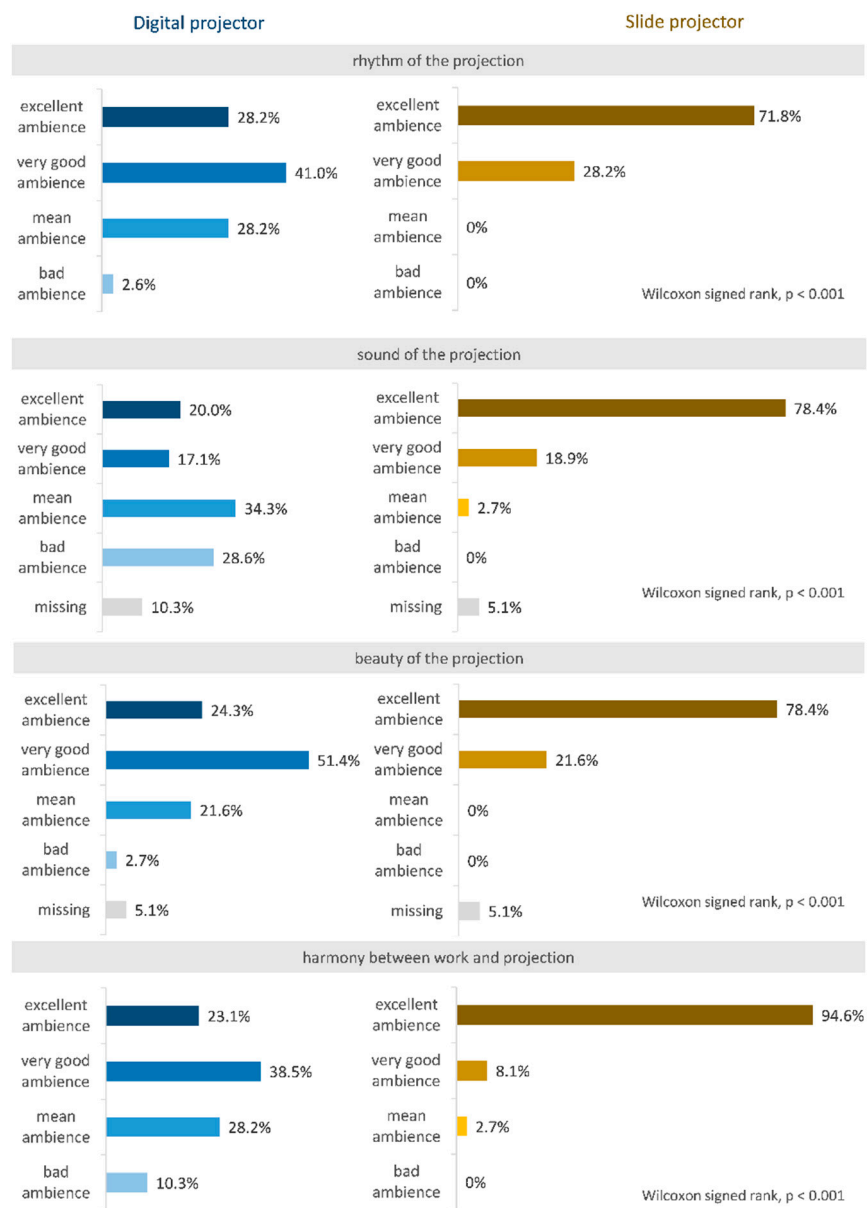 Digital projector
Slide projector
rhythm of the projection
excellent
ambience
28.2%
very good
ambience
41.0%
mean
ambience
28.2%
bad
ambience
2.6%
excellent
ambience
71.8%
very good
ambience
28.2%
mean
ambience
0%
bad
ambience
0%
Wilcoxon signed rank, p < 0.001
sound of the projection
excellent
ambience
20.0%
very good
ambience
17.1%
mean
ambience
34.3%
bad
ambience
28.6%
missing
10.3%
excellent
ambience
78.4%
very good
ambience
18.9%
mean
ambience
2.7%
bad
ambience
0%
missing
5.1%
Wilcoxon signed rank, p < 0.001
beauty of the projection
excellent
ambience
24.3%
very good
ambience
51.4%
mean
ambience
21.6%
bad
ambience
2.7%
missing
5.1%
excellent
ambience
78.4%
very good
ambience
21.6%
mean
ambience
0%
bad
ambience
0%
missing
5.1%
Wilcoxon signed rank, p < 0.001
harmony between work and projection
excellent
ambience
23.1%
very good
ambience
38.5%
mean
ambience
28.2%
bad
ambience
10.3%
excellent
ambience
94.6%
very good
ambience
8.1%
mean
ambience
2.7%
bad
ambience
0%
Wilcoxon signed rank, p < 0.001